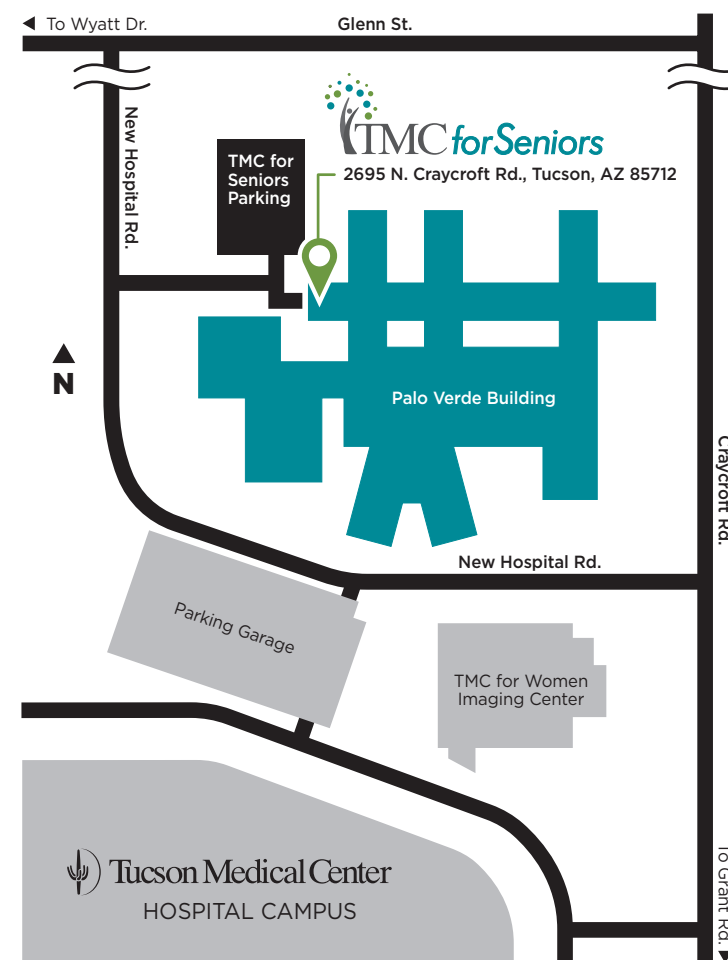 To Wyatt Dr.
Glenn St.
New Hospital Rd.
TMC for Seniors
2695 N. Craycroft Rd., Tucson, AZ 85712
TMC for
Seniors
Parking
N
Palo Verde Building
Craycroft Rd.
New Hospital Rd.
Parking Garage
TMC for Women
Imaging Center
To Grant Rd.
Tucson Medical Center
HOSPITAL CAMPUS